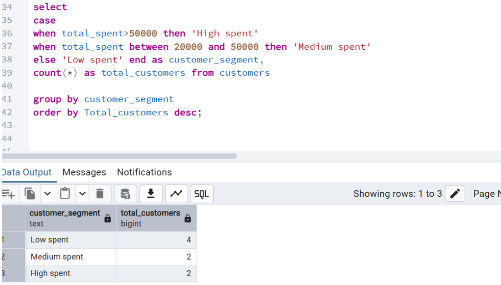 34 select
35 case
36 when total_spent>50000 then 'High spent'
37 when total_spent between 20000 and 50000 then 'Medium spent'
38 else 'Low spent' end as customer_segment,
39 count(*) as total_customers from customers
40
41 group by customer_segment
42 order by Total_customers desc;
43
44
Data Output Messages Notifications
SQL Showing rows: 1 to 3 Page N
customer_segment total_customers
text bigint
1 Low spent 4
2 Medium spent 2
3 High spent 2